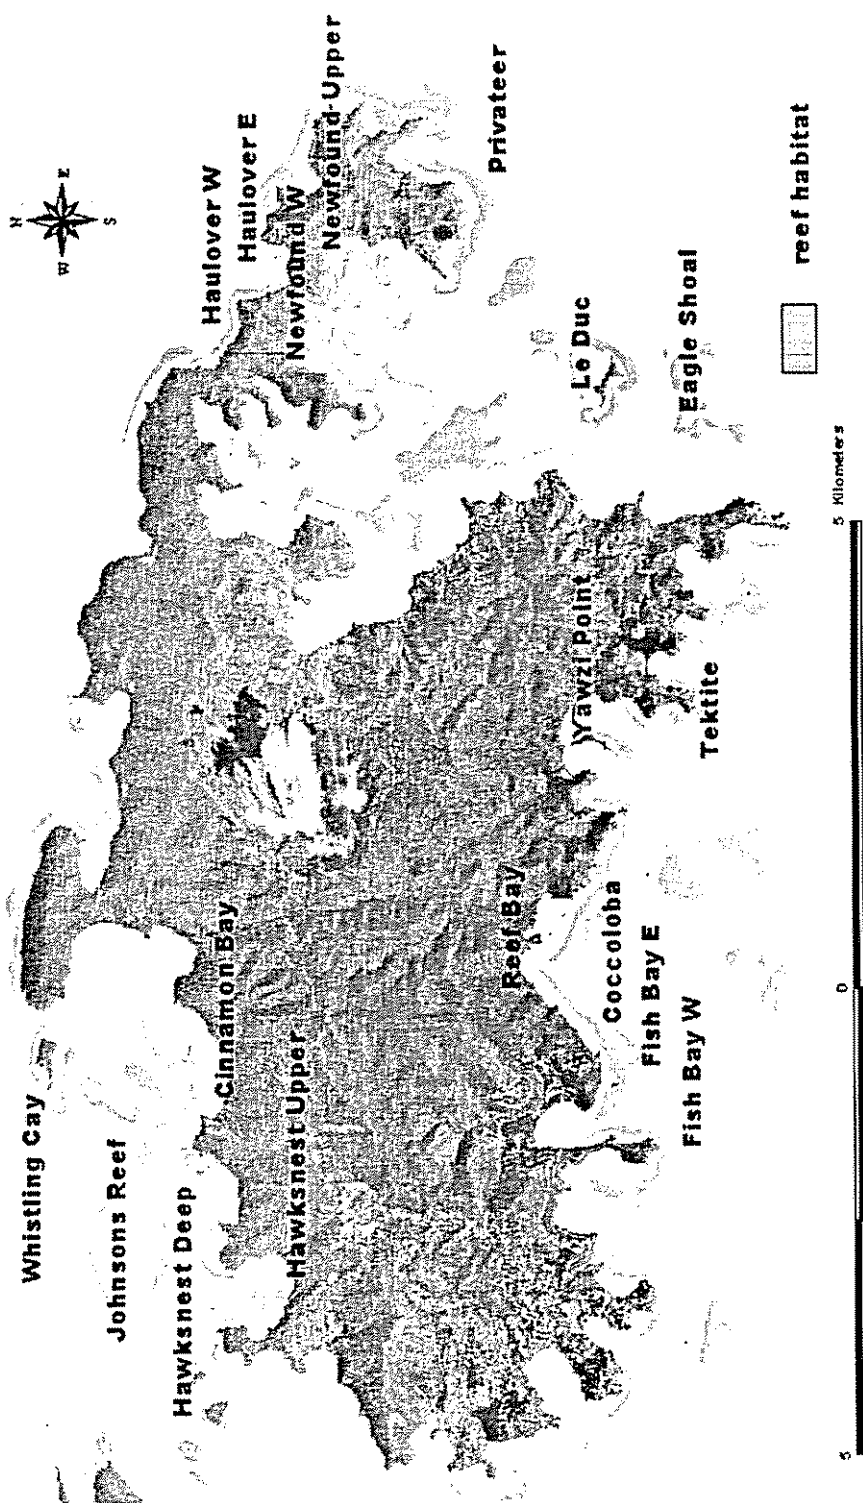 N
W
E
S
Whistling Cay
Johnsons Reef
Hawksnest Deep
Cinnamon Bay
Hawksnest Upper
Haulover W
Haulover E
Newfound W
Newfound-Upper
Privateer
Reef Bay
Yawzi Point
Le Duc
Coccoloba
Fish Bay E
Fish Bay W
Tektite
Eagle Shoal
reef habitat
5
0
5 Kilometers